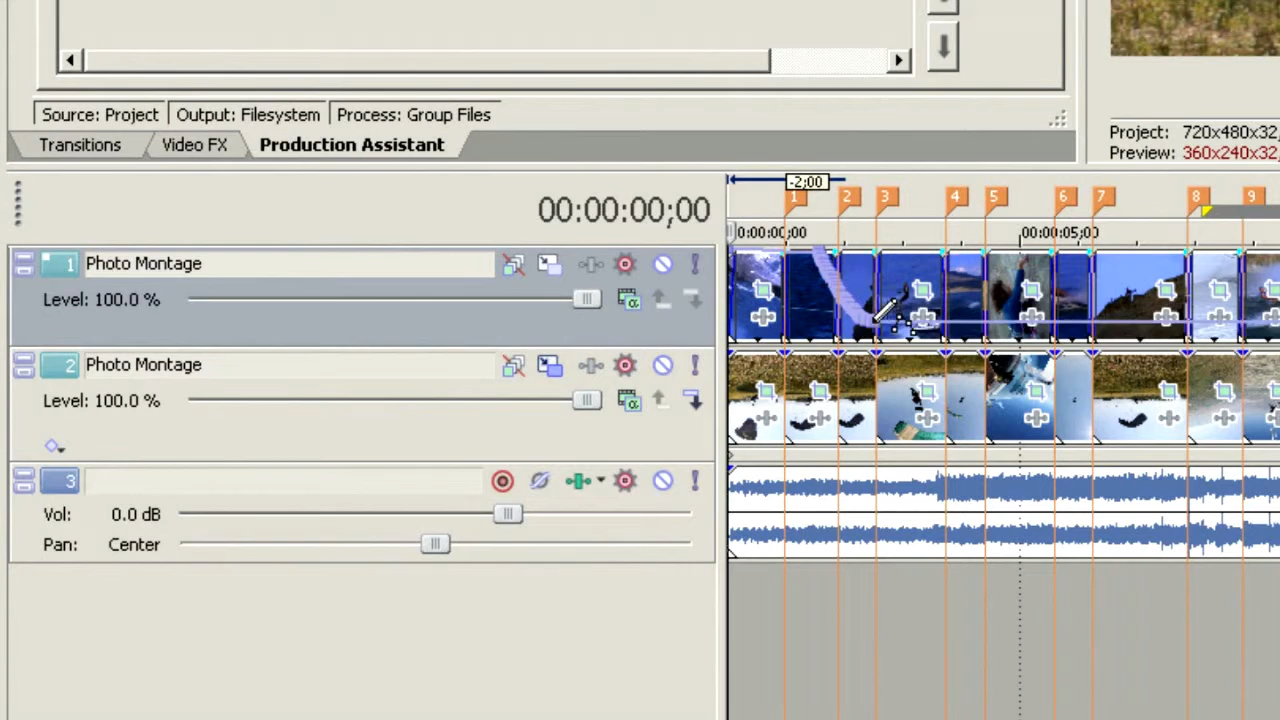 Source: Project Output: Filesystem Process: Group Files
Transitions Video FX Production Assistant
Project: 720x480x32,
Preview: 360x240x32,
-2;00
1 2 3 4 5 6 7 8 9
00:00:00;00
0:00:00;00 00:00:05;00
1 Photo Montage
Level: 100.0 %
2 Photo Montage
Level: 100.0 %
3
Vol: 0.0 dB
Pan: Center